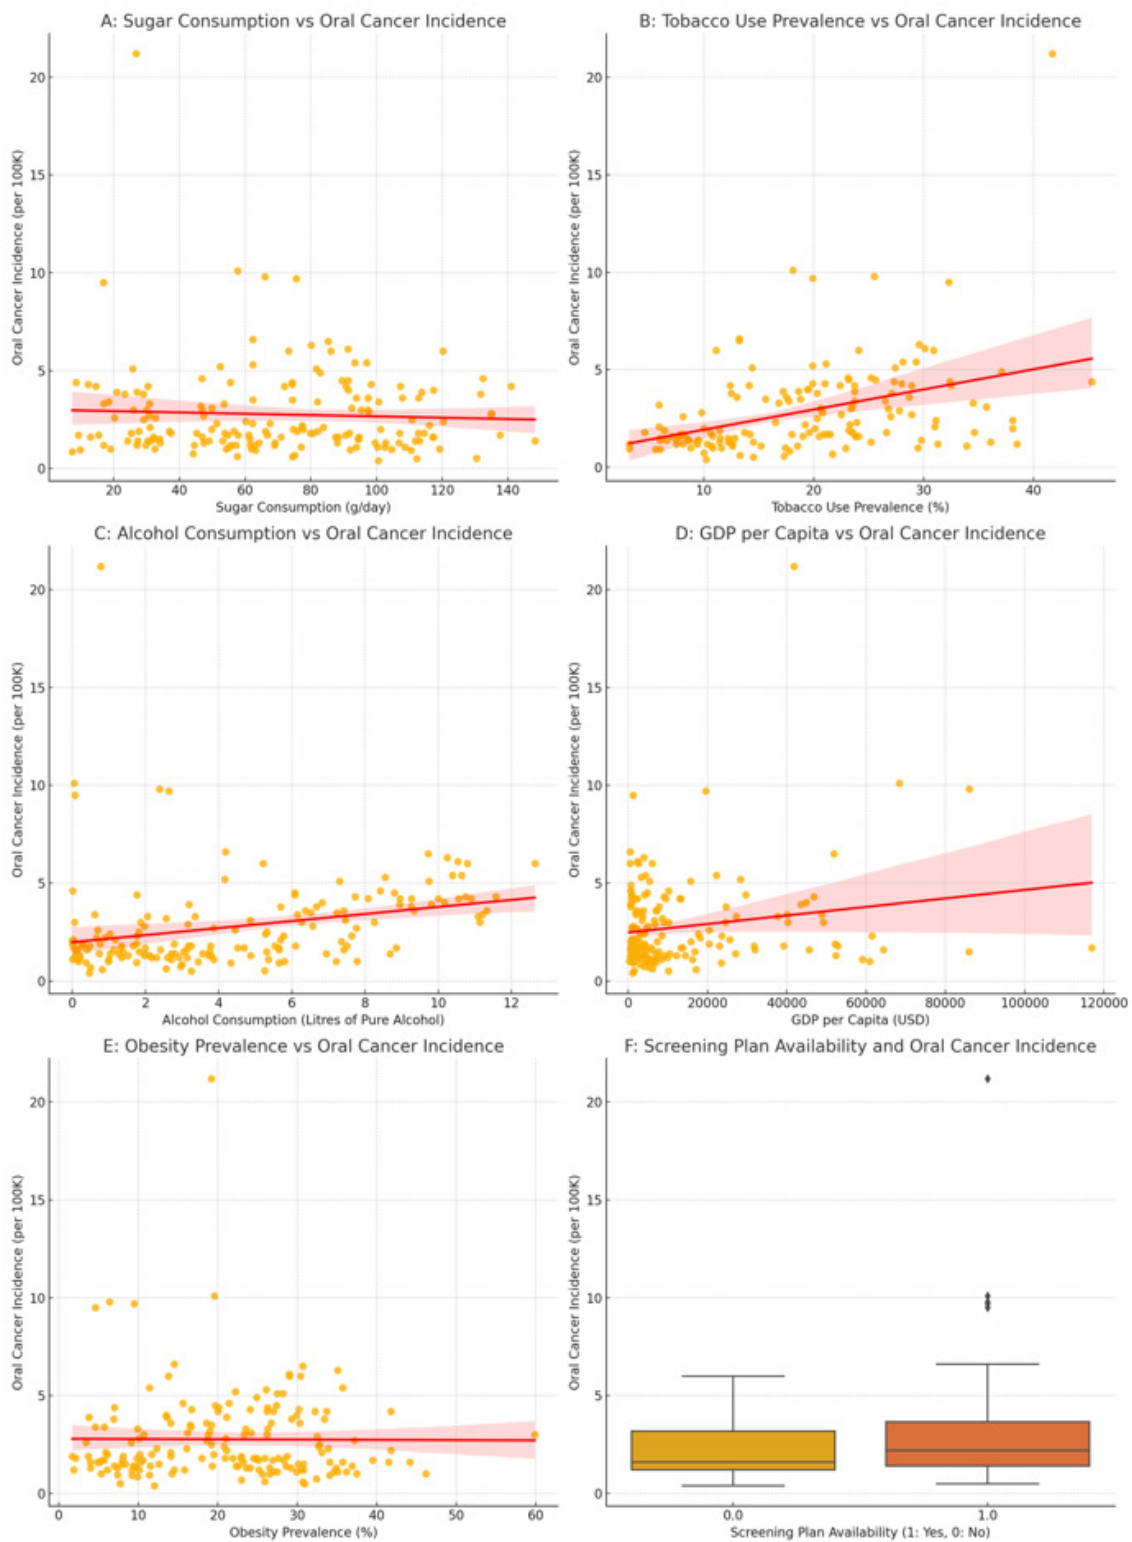 A: Sugar Consumption vs Oral Cancer Incidence
Oral Cancer Incidence (per 100K)
20
15
10
5
0
20 40 60 80 100 120 140
Sugar Consumption (g/day)
B: Tobacco Use Prevalence vs Oral Cancer Incidence
Oral Cancer Incidence (per 100K)
20
15
10
5
0
10 20 30 40
Tobacco Use Prevalence (%)
C: Alcohol Consumption vs Oral Cancer Incidence
Oral Cancer Incidence (per 100K)
20
15
10
5
0
0 2 4 6 8 10 12
Alcohol Consumption (Litres of Pure Alcohol)
D: GDP per Capita vs Oral Cancer Incidence
Oral Cancer Incidence (per 100K)
20
15
10
5
0
0 20000 40000 60000 80000 100000 120000
GDP per Capita (USD)
E: Obesity Prevalence vs Oral Cancer Incidence
Oral Cancer Incidence (per 100K)
20
15
10
5
0
0 10 20 30 40 50 60
Obesity Prevalence (%)
F: Screening Plan Availability and Oral Cancer Incidence
Oral Cancer Incidence (per 100K)
20
15
10
5
0
0.0 1.0
Screening Plan Availability (1: Yes, 0: No)